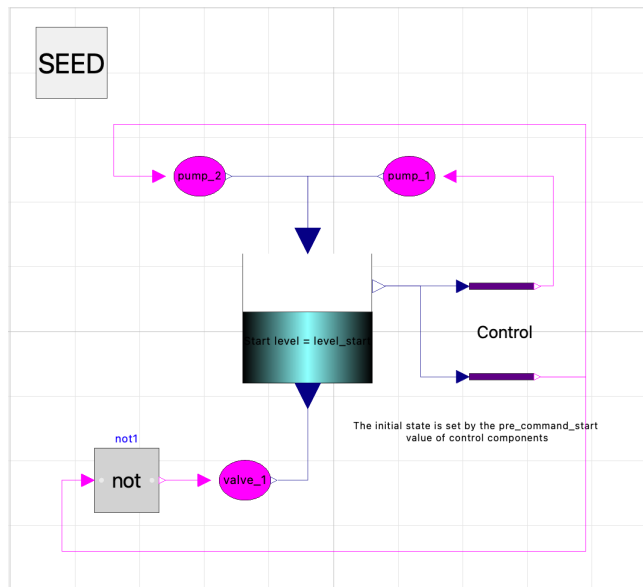 SEED
pump_2
pump_1
Start level = level_start
Control
The initial state is set by the pre_command_start
value of control components
not1
not
valve_1